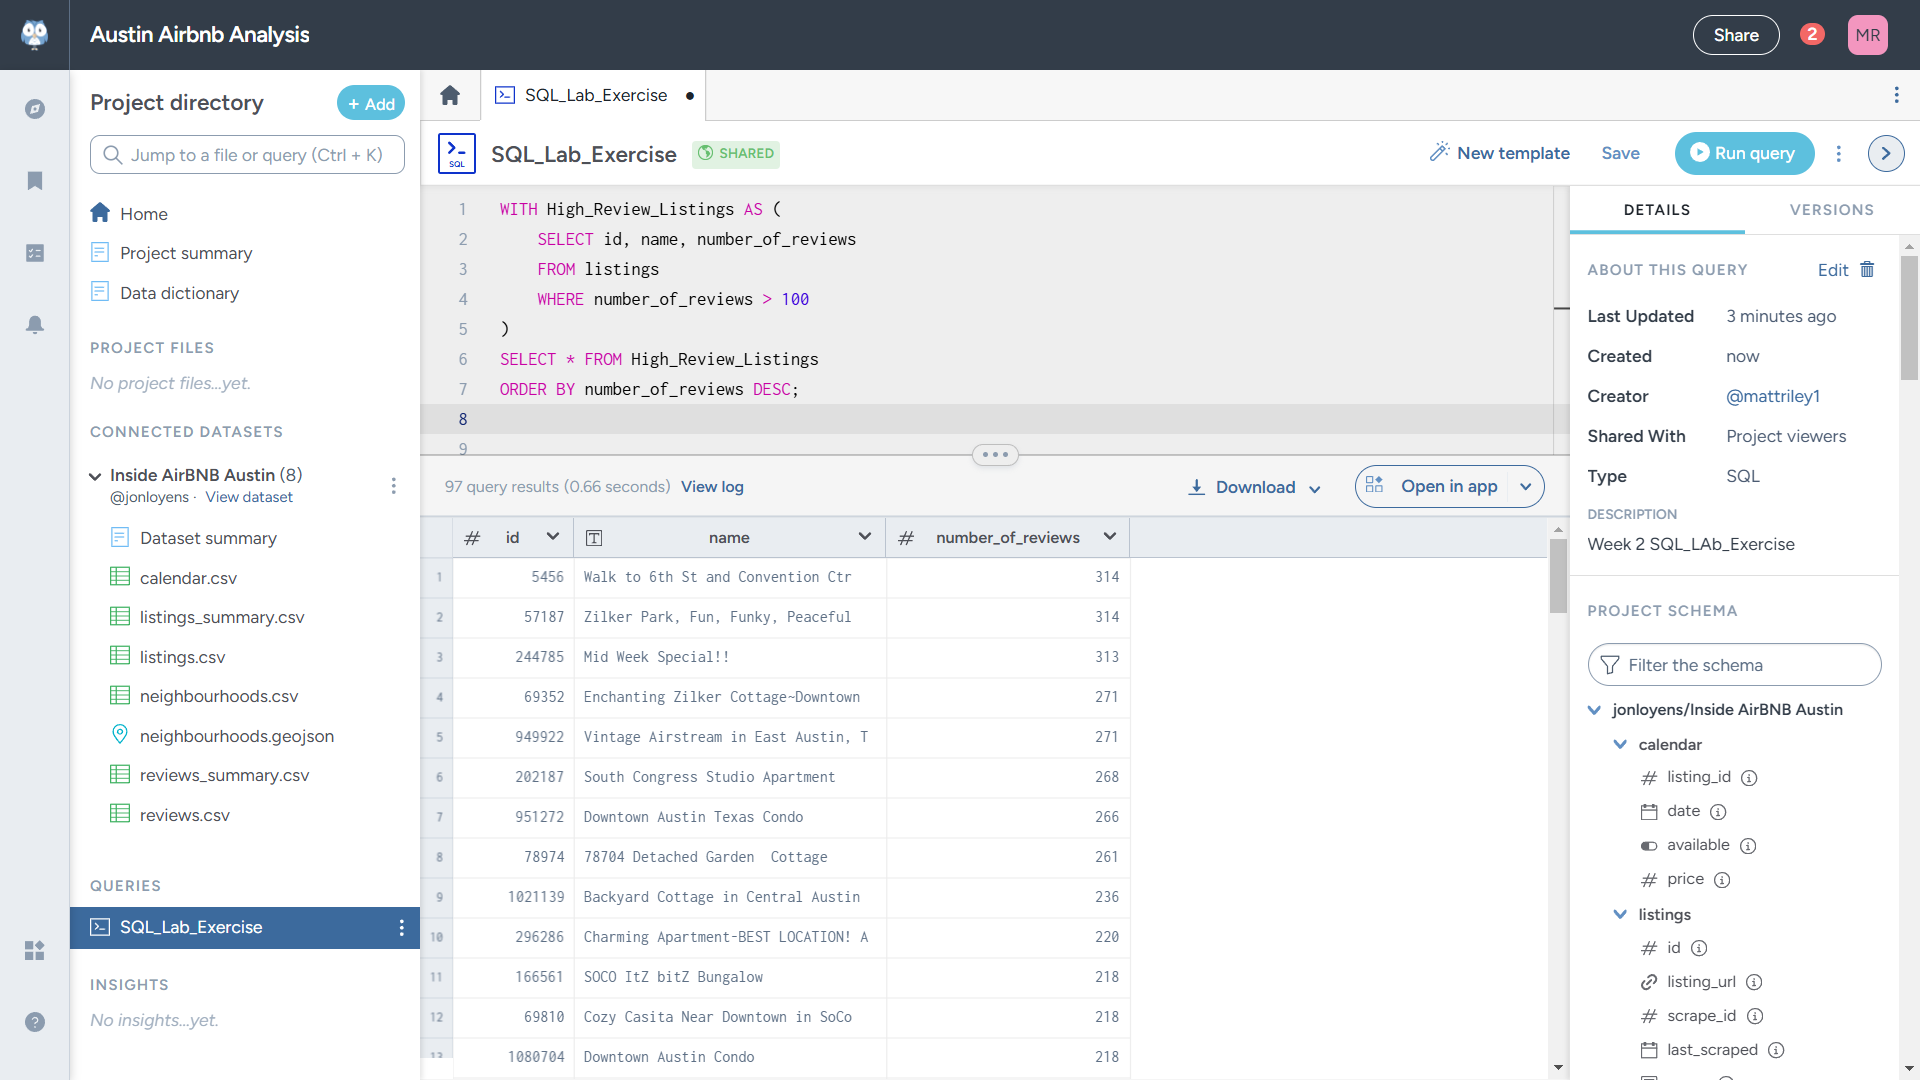 Austin Airbnb Analysis
Share
2
MR
Project directory
+ Add
Jump to a file or query (Ctrl + K)
Home
Project summary
Data dictionary
PROJECT FILES
No project files...yet.
CONNECTED DATASETS
Inside AirBNB Austin (8)
@jonloyens · View dataset
Dataset summary
calendar.csv
listings_summary.csv
listings.csv
neighbourhoods.csv
neighbourhoods.geojson
reviews_summary.csv
reviews.csv
QUERIES
SQL_Lab_Exercise
INSIGHTS
No insights...yet.
SQL_Lab_Exercise
SQL
SQL_Lab_Exercise
SHARED
New template
Save
Run query
1 WITH High_Review_Listings AS (
2 SELECT id, name, number_of_reviews
3 FROM listings
4 WHERE number_of_reviews > 100
5 )
6 SELECT * FROM High_Review_Listings
7 ORDER BY number_of_reviews DESC;
8
9
97 query results (0.66 seconds) View log
Download
Open in app
# id name # number_of_reviews
1 5456 Walk to 6th St and Convention Ctr 314
2 57187 Zilker Park, Fun, Funky, Peaceful 314
3 244785 Mid Week Special!! 313
4 69352 Enchanting Zilker Cottage~Downtown 271
5 949922 Vintage Airstream in East Austin, T 271
6 202187 South Congress Studio Apartment 268
7 951272 Downtown Austin Texas Condo 266
8 78974 78704 Detached Garden  Cottage 261
9 1021139 Backyard Cottage in Central Austin 236
10 296286 Charming Apartment-BEST LOCATION! A 220
11 166561 SOCO ItZ bitZ Bungalow 218
12 69810 Cozy Casita Near Downtown in SoCo 218
13 1080704 Downtown Austin Condo 218
DETAILS
VERSIONS
ABOUT THIS QUERY
Edit
Last Updated 3 minutes ago
Created now
Creator @mattriley1
Shared With Project viewers
Type SQL
DESCRIPTION
Week 2 SQL_LAb_Exercise
PROJECT SCHEMA
Filter the schema
jonloyens/Inside AirBNB Austin
calendar
# listing_id
date
available
# price
listings
# id
listing_url
# scrape_id
last_scraped